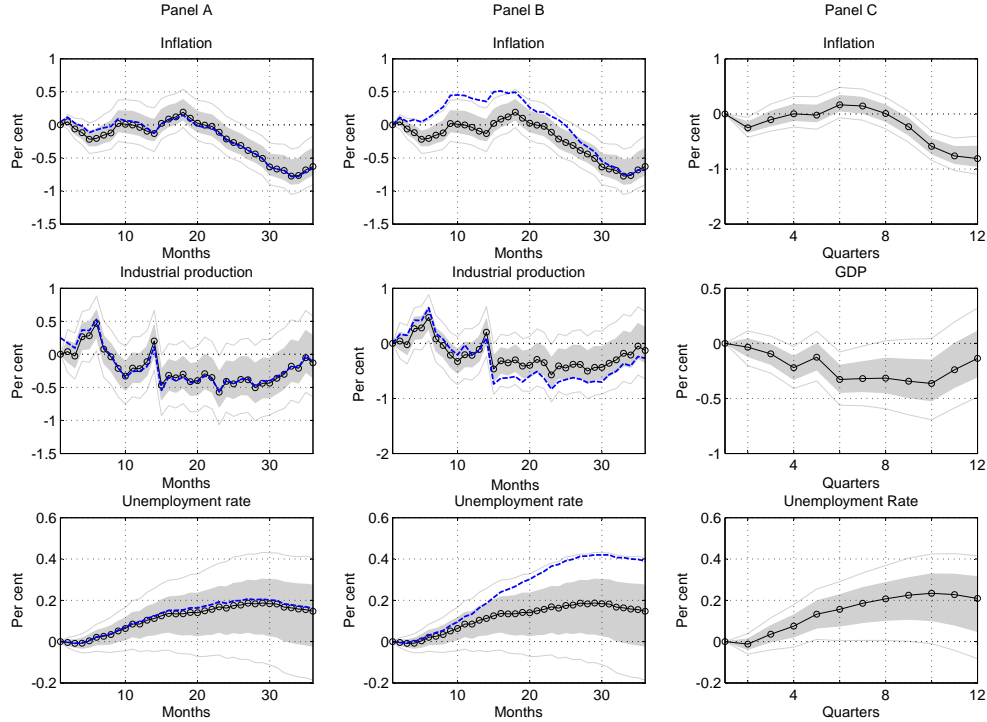 Panel A
Panel B
Panel C
Inflation
Per cent
1
0.5
0
-0.5
-1
-1.5
10
20
30
Months
Inflation
Per cent
1
0.5
0
-0.5
-1
-1.5
10
20
30
Months
Inflation
Per cent
1
0
-1
-2
4
8
12
Quarters
Industrial production
Per cent
1
0.5
0
-0.5
-1
-1.5
10
20
30
Months
Industrial production
Per cent
1
0
-1
-2
10
20
30
Months
GDP
Per cent
0.5
0
-0.5
-1
4
8
12
Quarters
Unemployment rate
Per cent
0.6
0.4
0.2
0
-0.2
10
20
30
Months
Unemployment rate
Per cent
0.6
0.4
0.2
0
-0.2
10
20
30
Months
Unemployment Rate
Per cent
0.6
0.4
0.2
0
-0.2
4
8
12
Quarters